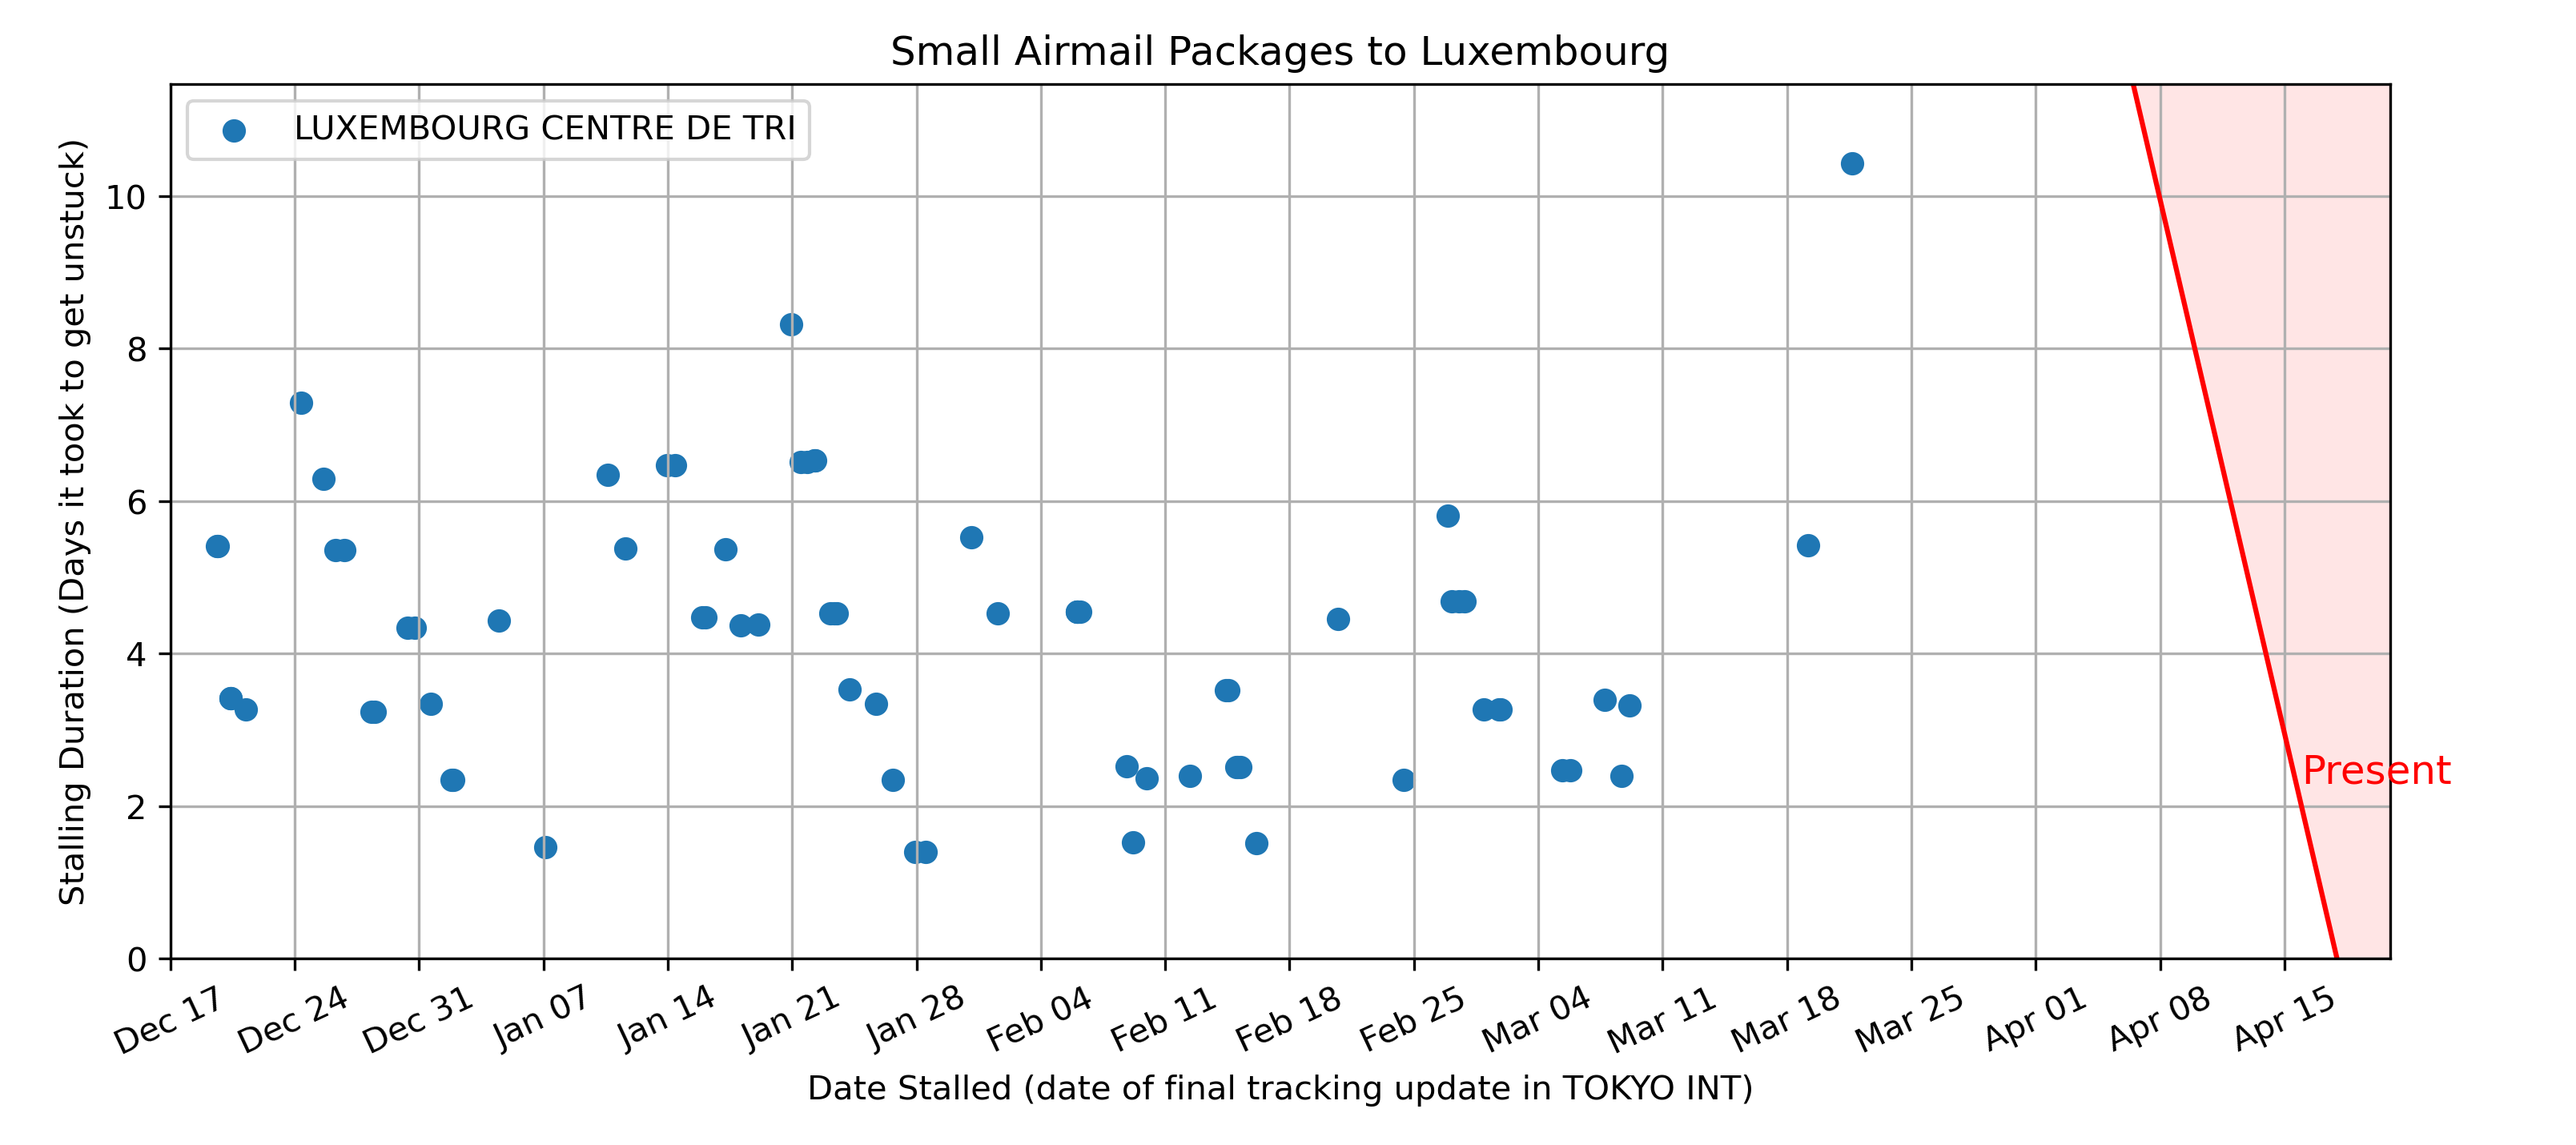 Small Airmail Packages to Luxembourg
LUXEMBOURG CENTRE DE TRI
Stalling Duration (Days it took to get unstuck)
10
8
6
4
2
0
Present
Dec 17 Dec 24 Dec 31 Jan 07 Jan 14 Jan 21 Jan 28 Feb 04 Feb 11 Feb 18 Feb 25 Mar 04 Mar 11 Mar 18 Mar 25 Apr 01 Apr 08 Apr 15
Date Stalled (date of final tracking update in TOKYO INT)